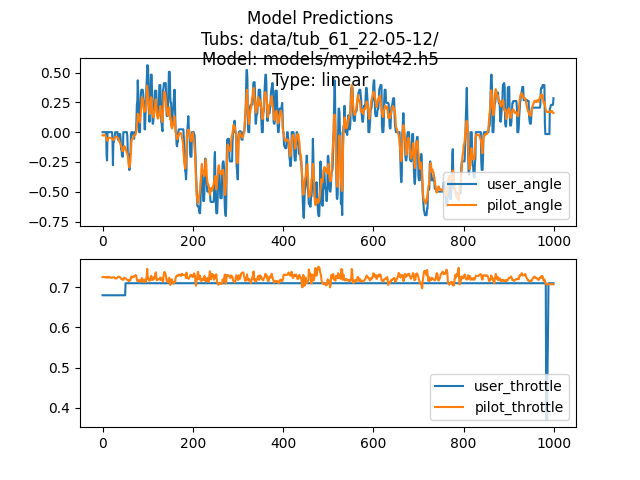 Model Predictions
Tubs: data/tub_61_22-05-12/
Model: models/mypilot42.h5
Type: linear
0.50
0.25
0.00
−0.25
−0.50
−0.75
user_angle
pilot_angle
0 200 400 600 800 1000
0.7
0.6
0.5
0.4
user_throttle
pilot_throttle
0 200 400 600 800 1000